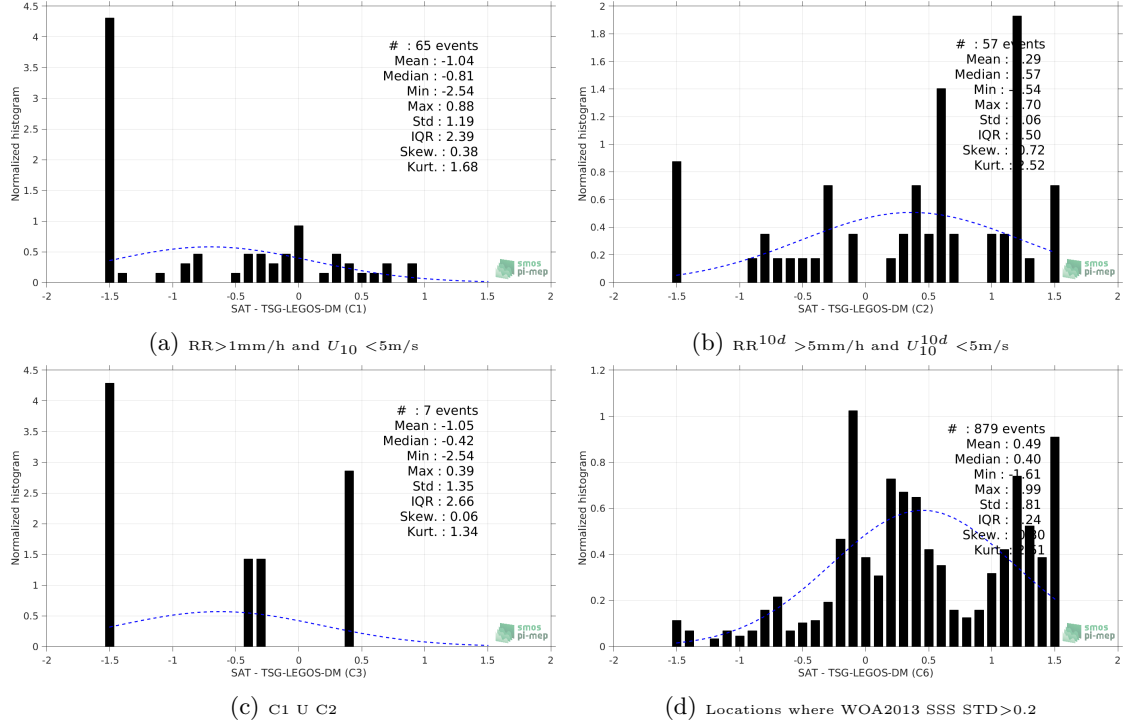 4.5
4
3.5
3
2.5
2
1.5
1
0.5
0
Normalized histogram
# : 65 events
Mean : -1.04
Median : -0.81
Min : -2.54
Max : 0.88
Std : 1.19
IQR : 2.39
Skew. : 0.38
Kurt. : 1.68
smos
pi-mep
-2 -1.5 -1 -0.5 0 0.5 1 1.5 2
SAT - TSG-LEGOS-DM (C1)
(a) RR>1mm/h and U10 <5m/s
2
1.8
1.6
1.4
1.2
1
0.8
0.6
0.4
0.2
0
Normalized histogram
# : 57 events
Mean :
Median :
Min :
Max :
Std :
IQR :
Skew. :
Kurt. :
smos
pi-mep
-2 -1.5 -1 -0.5 0 0.5 1 1.5 2
SAT - TSG-LEGOS-DM (C2)
(b) RR10d >5mm/h and U10d10 <5m/s
4.5
4
3.5
3
2.5
2
1.5
1
0.5
0
Normalized histogram
# : 7 events
Mean : -1.05
Median : -0.42
Min : -2.54
Max : 0.39
Std : 1.35
IQR : 2.66
Skew. : 0.06
Kurt. : 1.34
smos
pi-mep
-2 -1.5 -1 -0.5 0 0.5 1 1.5 2
SAT - TSG-LEGOS-DM (C3)
(c) C1 U C2
1.2
1
0.8
0.6
0.4
0.2
0
Normalized histogram
# : 879 events
Mean : 0.49
Median : 0.40
Min : -1.61
Max :
Std :
IQR :
Skew. :
Kurt. :
smos
pi-mep
-2 -1.5 -1 -0.5 0 0.5 1 1.5 2
SAT - TSG-LEGOS-DM (C6)
(d) Locations where WOA2013 SSS STD>0.2